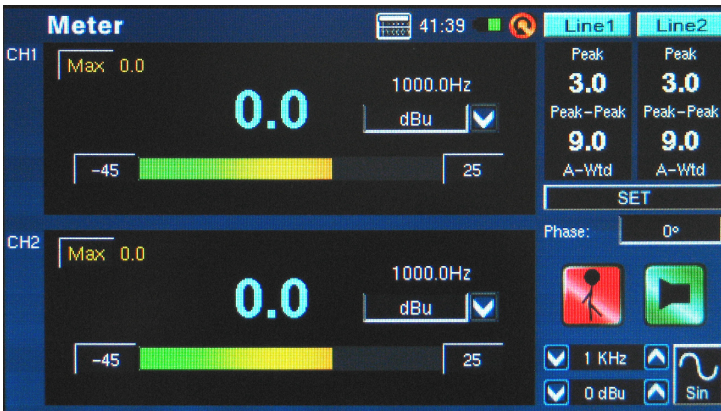 Meter
41:39
CH1
Max 0.0
0.0
1000.0Hz
dBu
-45
25
CH2
Max 0.0
0.0
1000.0Hz
dBu
-45
25
Line1 Line2
Peak Peak
3.0 3.0
Peak-Peak Peak-Peak
9.0 9.0
A-Wtd A-Wtd
SET
Phase: 0º
1 KHz
0 dBu
Sin